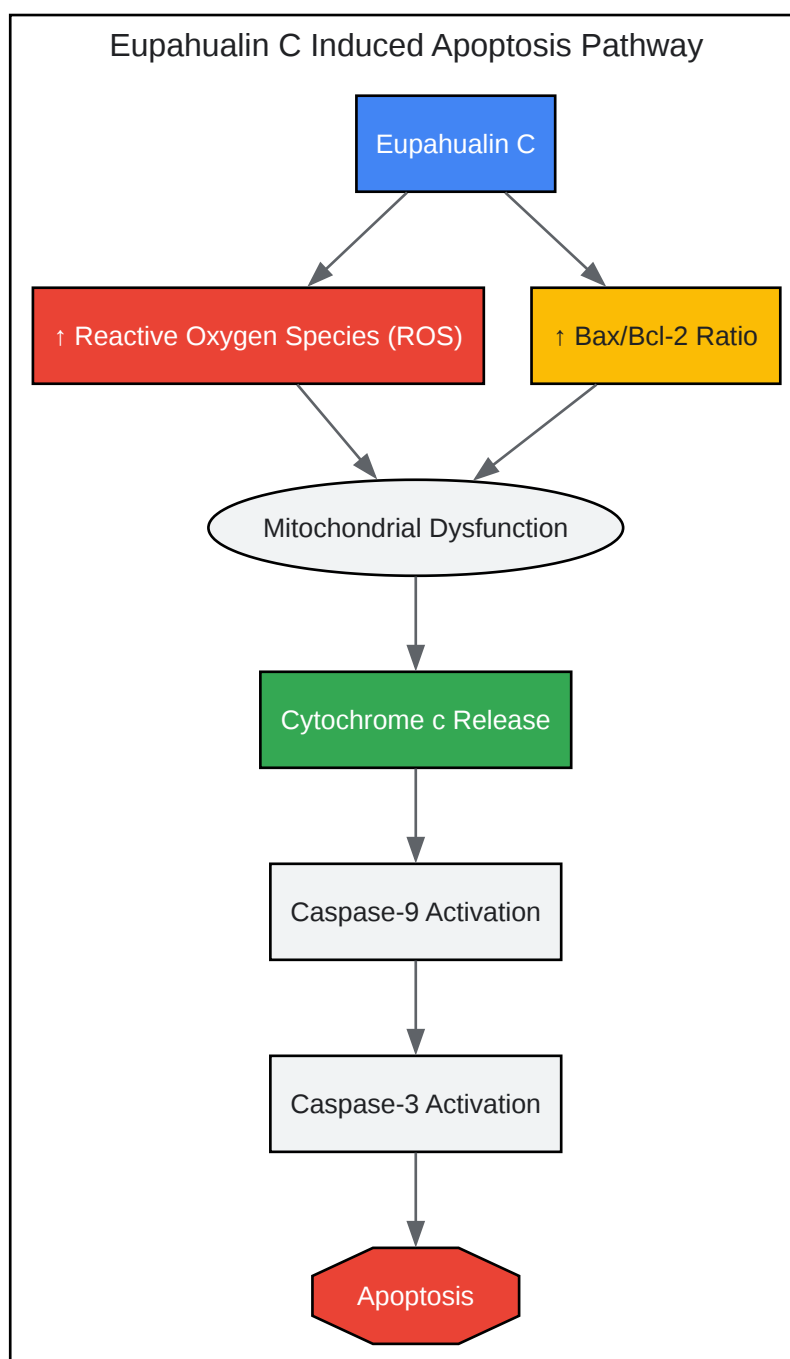 Eupahualin C Induced Apoptosis Pathway
Eupahualin C
↑ Reactive Oxygen Species (ROS)
↑ Bax/Bcl-2 Ratio
Mitochondrial Dysfunction
Cytochrome c Release
Caspase-9 Activation
Caspase-3 Activation
Apoptosis